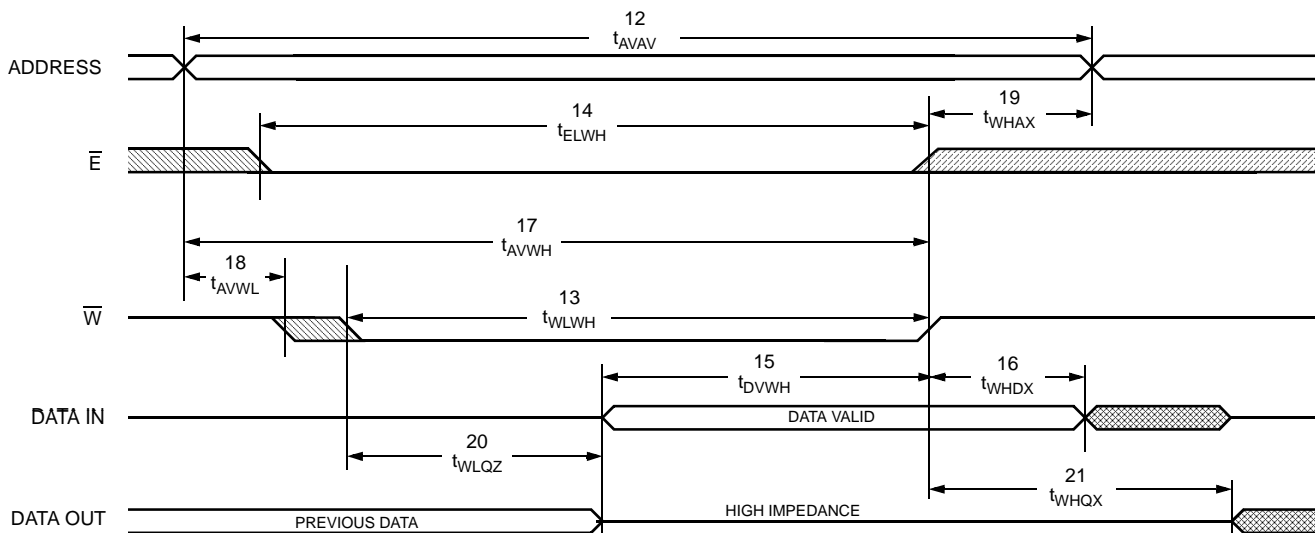 12
tAVAV
ADDRESS
14
tELWH
19
tWHAX
E
17
tAVWH
18
tAVWL
W
13
tWLWH
15
tDVWH
16
tWHDX
DATA IN
DATA VALID
20
tWLQZ
21
tWHQX
DATA OUT
PREVIOUS DATA
HIGH IMPEDANCE